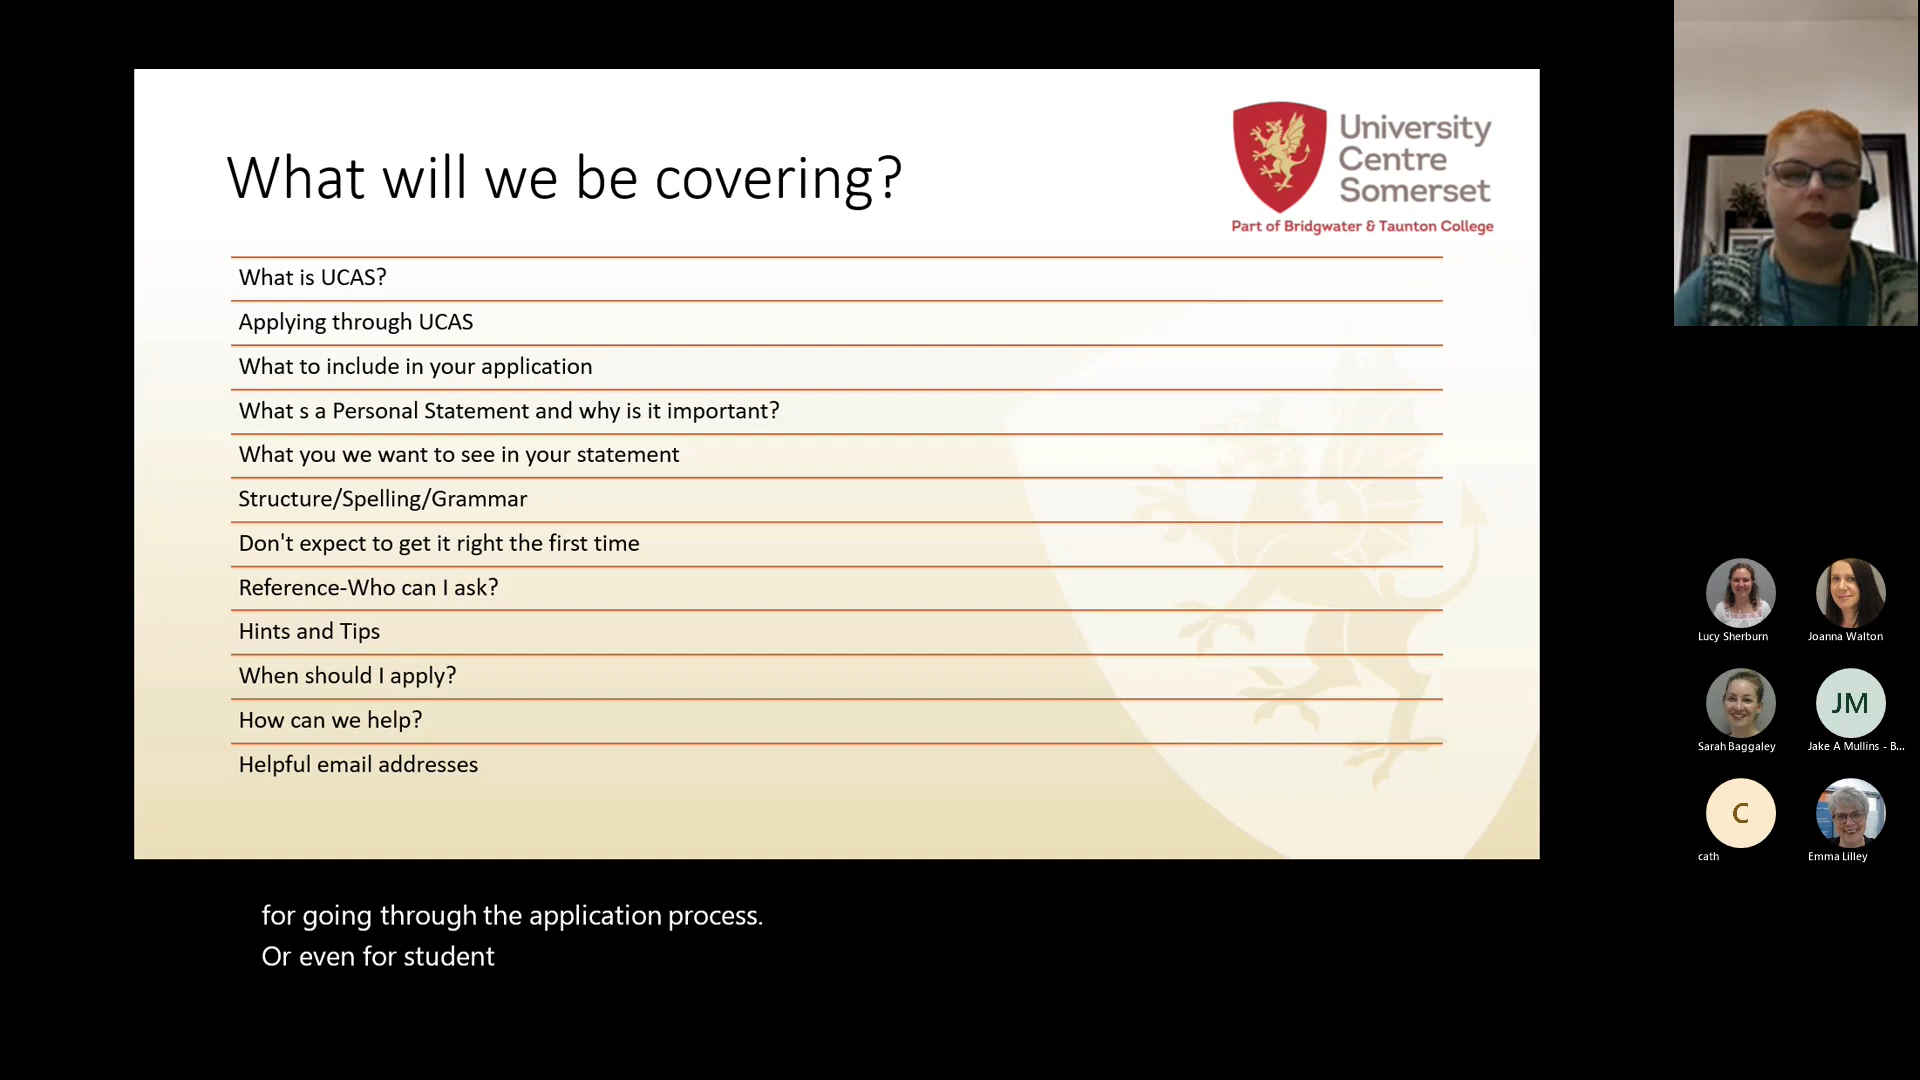 What will we be covering?
University
Centre
Somerset
Part of Bridgwater & Taunton College
What is UCAS?
Applying through UCAS
What to include in your application
What s a Personal Statement and why is it important?
What you we want to see in your statement
Structure/Spelling/Grammar
Don't expect to get it right the first time
Reference-Who can I ask?
Hints and Tips
When should I apply?
How can we help?
Helpful email addresses
Lucy Sherburn
Joanna Walton
JM
Sarah Baggaley
Jake A Mullins - B...
C
cath
Emma Lilley
for going through the application process.
Or even for student